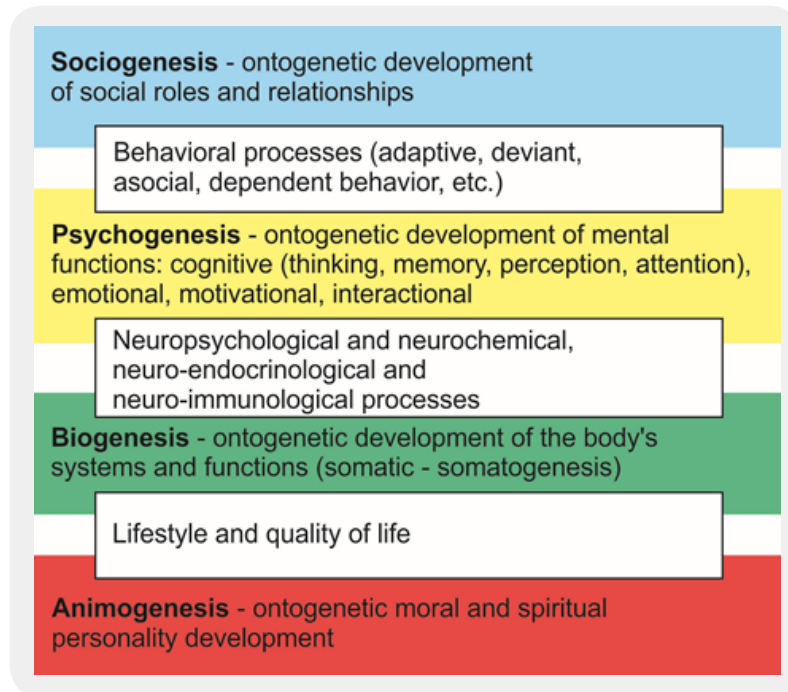 Sociogenesis - ontogenetic development
of social roles and relationships
Behavioral processes (adaptive, deviant,
asocial, dependent behavior, etc.)
Psychogenesis - ontogenetic development of mental
functions: cognitive (thinking, memory, perception, attention),
emotional, motivational, interactional
Neuropsychological and neurochemical,
neuro-endocrinological and
neuro-immunological processes
Biogenesis - ontogenetic development of the body's
systems and functions (somatic - somatogenesis)
Lifestyle and quality of life
Animogenesis - ontogenetic moral and spiritual
personality development